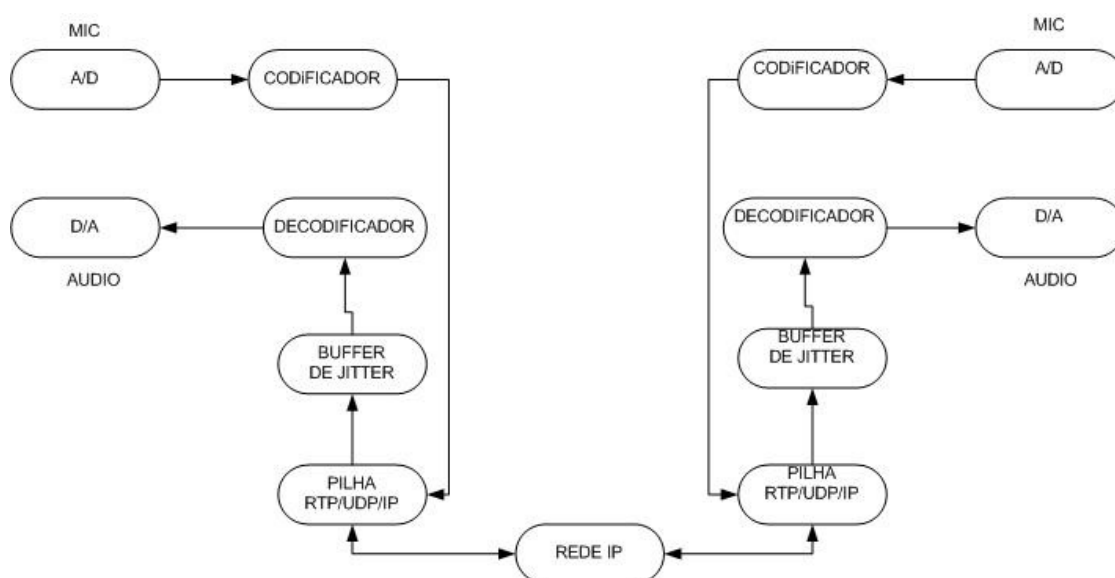 MIC
MIC
A/D
CODiFICADOR
CODiFICADOR
A/D
D/A
DECODIFICADOR
DECODIFICADOR
D/A
AUDIO
AUDIO
BUFFER
DE JITTER
BUFFER
DE JITTER
PILHA
RTP/UDP/IP
PILHA
RTP/UDP/IP
REDE IP